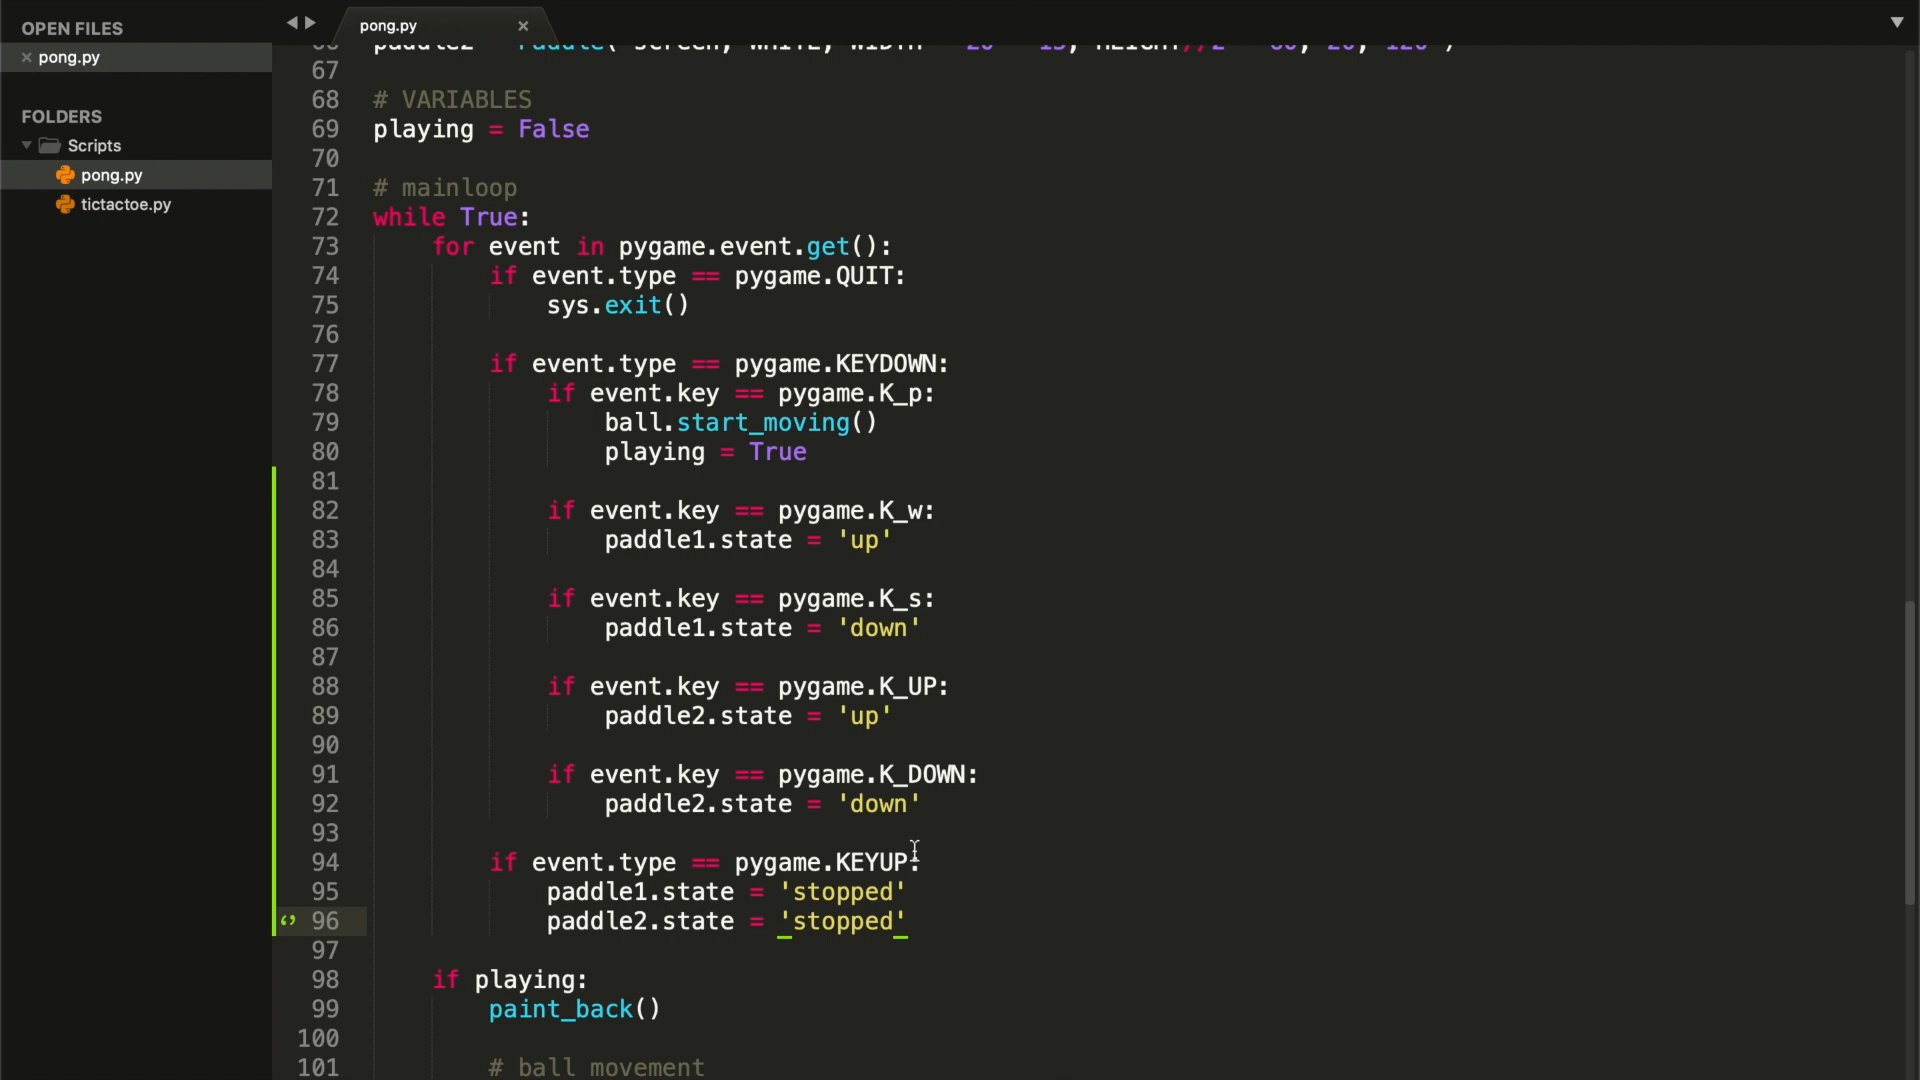 OPEN FILES
pong.py
FOLDERS
Scripts
pong.py
tictactoe.py
pong.py
67
68 # VARIABLES
69 playing = False
70
71 # mainloop
72 while True:
73 for event in pygame.event.get():
74 if event.type == pygame.QUIT:
75 sys.exit()
76
77 if event.type == pygame.KEYDOWN:
78 if event.key == pygame.K_p:
79 ball.start_moving()
80 playing = True
81
82 if event.key == pygame.K_w:
83 paddle1.state = 'up'
84
85 if event.key == pygame.K_s:
86 paddle1.state = 'down'
87
88 if event.key == pygame.K_UP:
89 paddle2.state = 'up'
90
91 if event.key == pygame.K_DOWN:
92 paddle2.state = 'down'
93
94 if event.type == pygame.KEYUP:
95 paddle1.state = 'stopped'
96 paddle2.state = 'stopped'
97
98 if playing:
99 paint_back()
100
101 # ball movement